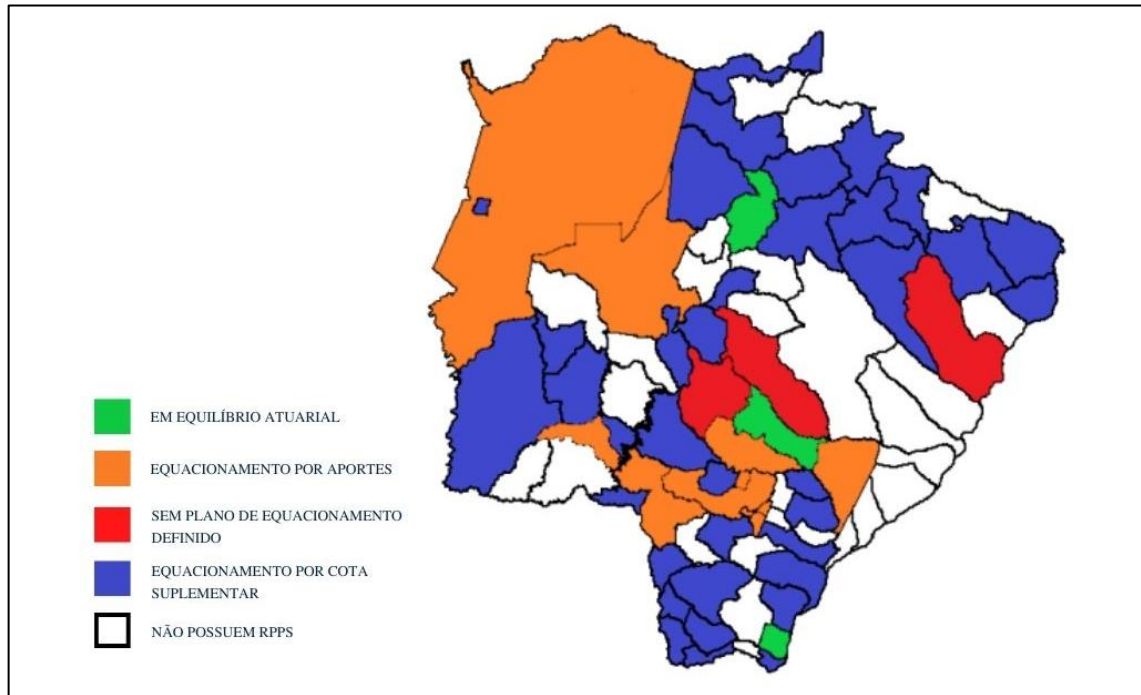 EM EQUILÍBRIO ATUARIAL
EQUACIONAMENTO POR APORTES
SEM PLANO DE EQUACIONAMENTO
DEFINIDO
EQUACIONAMENTO POR COTA
SUPLEMENTAR
NÃO POSSUEM RPPS